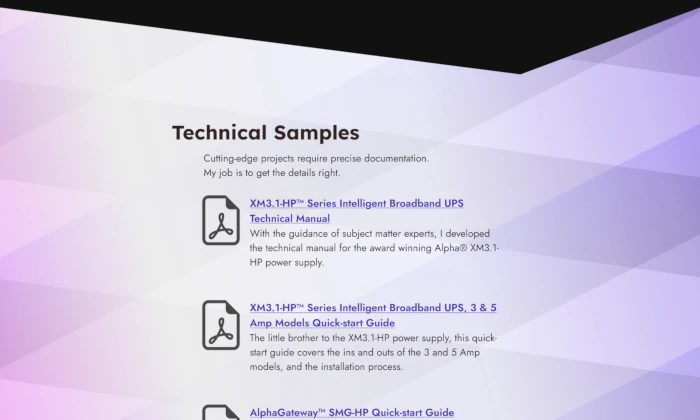 Technical Samples
Cutting-edge projects require precise documentation.
My job is to get the details right.
XM3.1-HP™ Series Intelligent Broadband UPS
Technical Manual
With the guidance of subject matter experts, I developed
the technical manual for the award winning Alpha® XM3.1-
HP power supply.
XM3.1-HP™ Series Intelligent Broadband UPS, 3 & 5
Amp Models Quick-start Guide
The little brother to the XM3.1-HP power supply, this quick-
start guide covers the ins and outs of the 3 and 5 Amp
models, and the installation process.
AlphaGateway™ SMG-HP Quick-start Guide